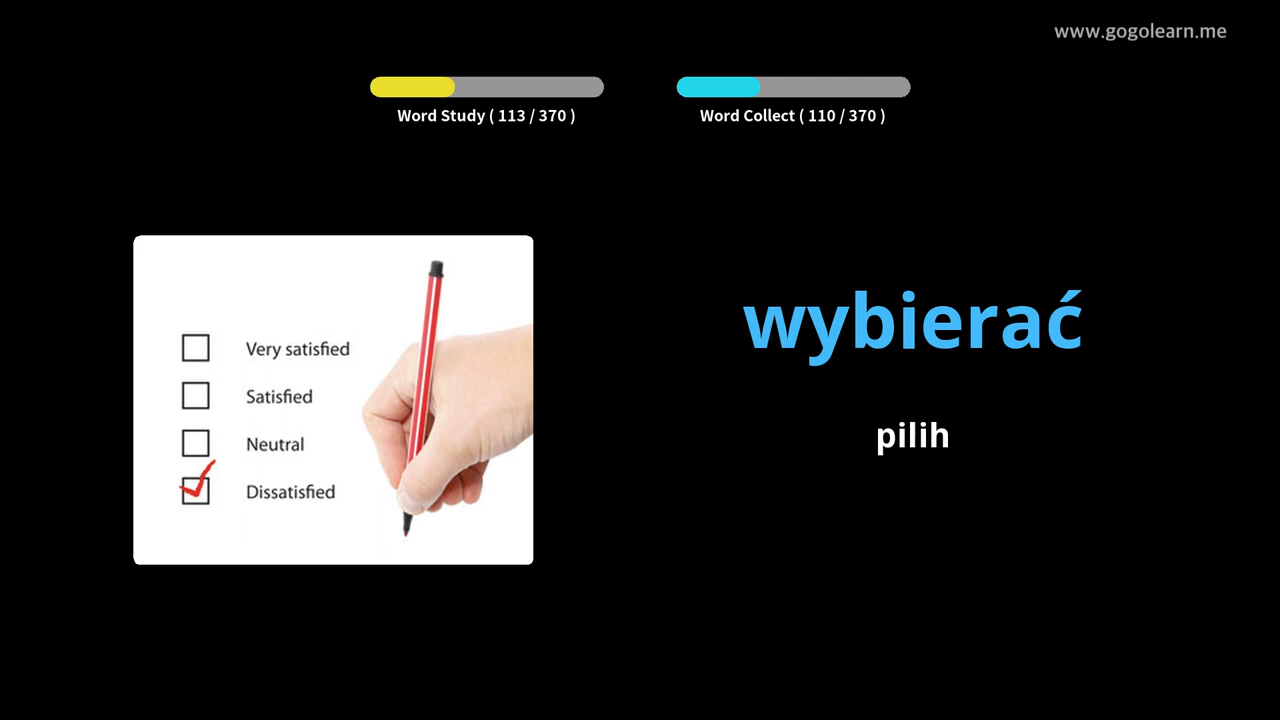 www.gogolearn.me
Word Study ( 113 / 370 )
Word Collect ( 110 / 370 )
Very satisfied
Satisfied
Neutral
Dissatisfied
wybierać
pilih